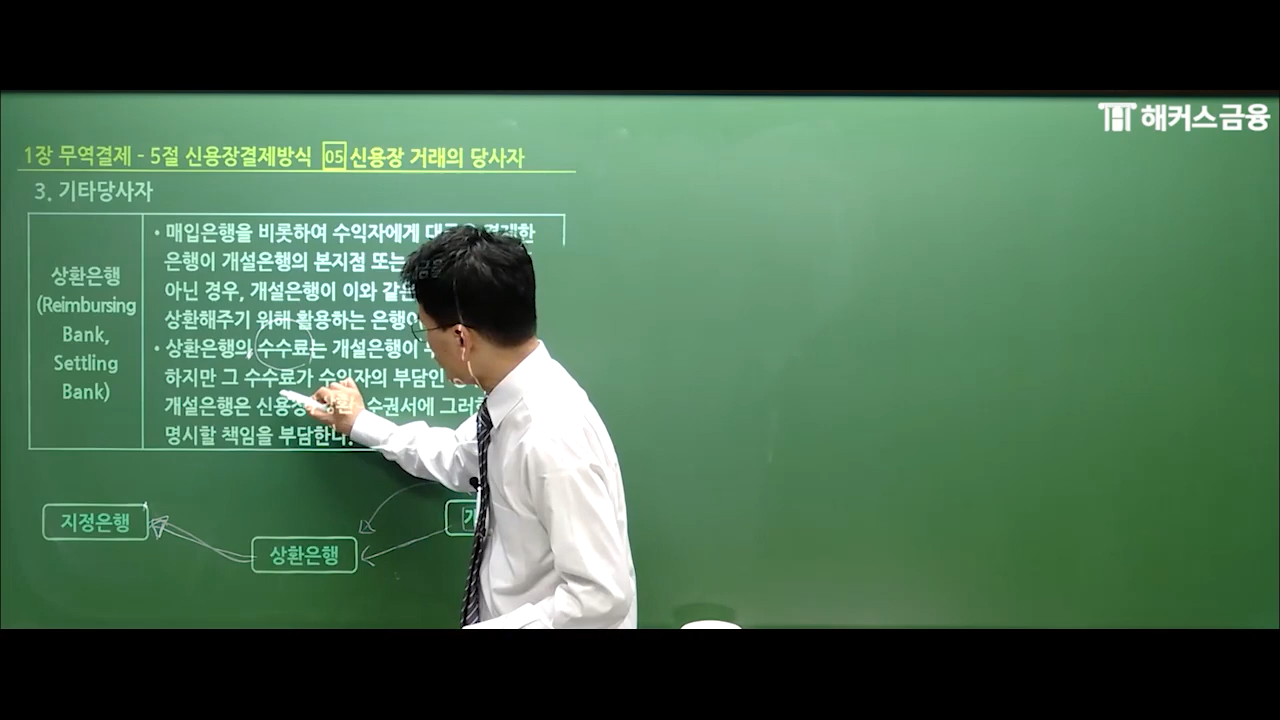 해커스금융
1장 무역결제 - 5절 신용장결제방식 05 신용장 거래의 당사자
3. 기타당사자
상환은행
(Reimbursing
Bank,
Settling
Bank)
• 매입은행을 비롯하여 수익자에게 결제한
은행이 개설은행의 본지점 또는
아닌 경우, 개설은행이 이와 같은
상환해주기 위해 활용하는 은행
• 상환은행의 수수료는 개설은행이
하지만 그 수수료가 수익자의 부담인
개설은행은 수권서에
명시할 책임을 부담한다.
지정은행
상환은행